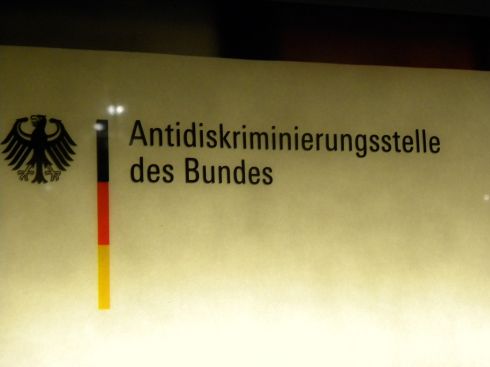 Antidiskriminierungsstelle
des Bundes